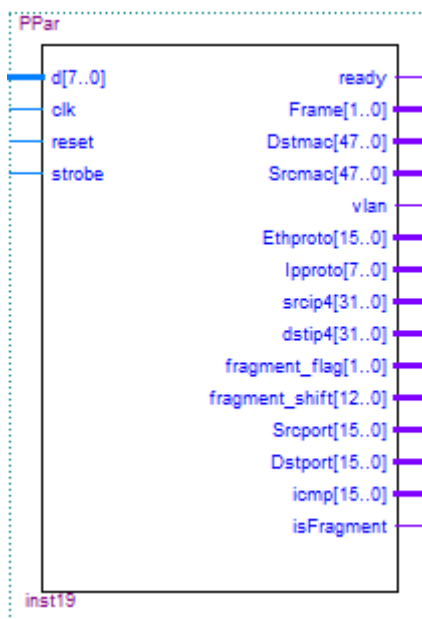 PPar
d[7..0] ready
clk Frame[1..0]
reset Dstmac[47..0]
strobe Srcmac[47..0]
vlan
Ethproto[15..0]
Ipproto[7..0]
srcip4[31..0]
dstip4[31..0]
fragment_flag[1..0]
fragment_shift[12..0]
Srcport[15..0]
Dstport[15..0]
icmp[15..0]
isFragment
inst19